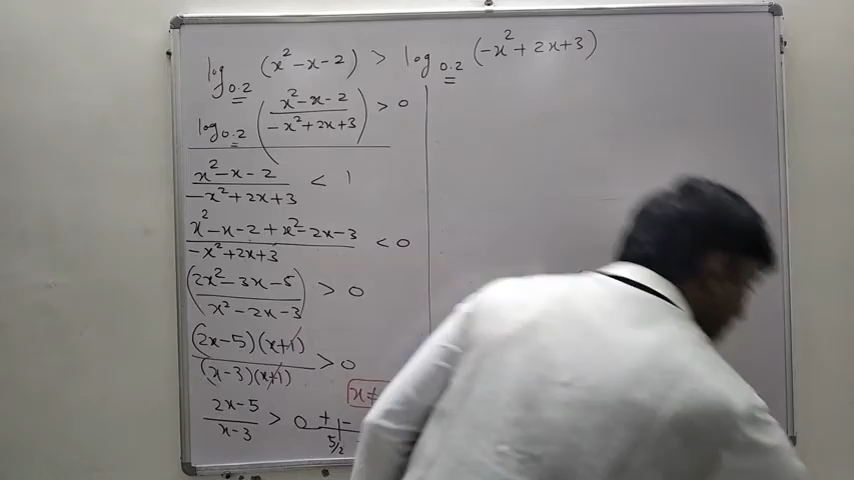 log₀.₂ (x² - x - 2) > log₀.₂ (-x² + 2x + 3)
log₀.₂ ((x² - x - 2)/(-x² + 2x + 3)) > 0
(x² - x - 2)/(-x² + 2x + 3) < 1
(x² - x - 2 + x² - 2x - 3)/(-x² + 2x + 3) < 0
((2x² - 3x - 5)/(x² - 2x - 3)) > 0
((2x - 5)(x + 1))/((x - 3)(x + 1)) > 0
x ≠
(2x - 5)/(x - 3) > 0
+ -
5/2